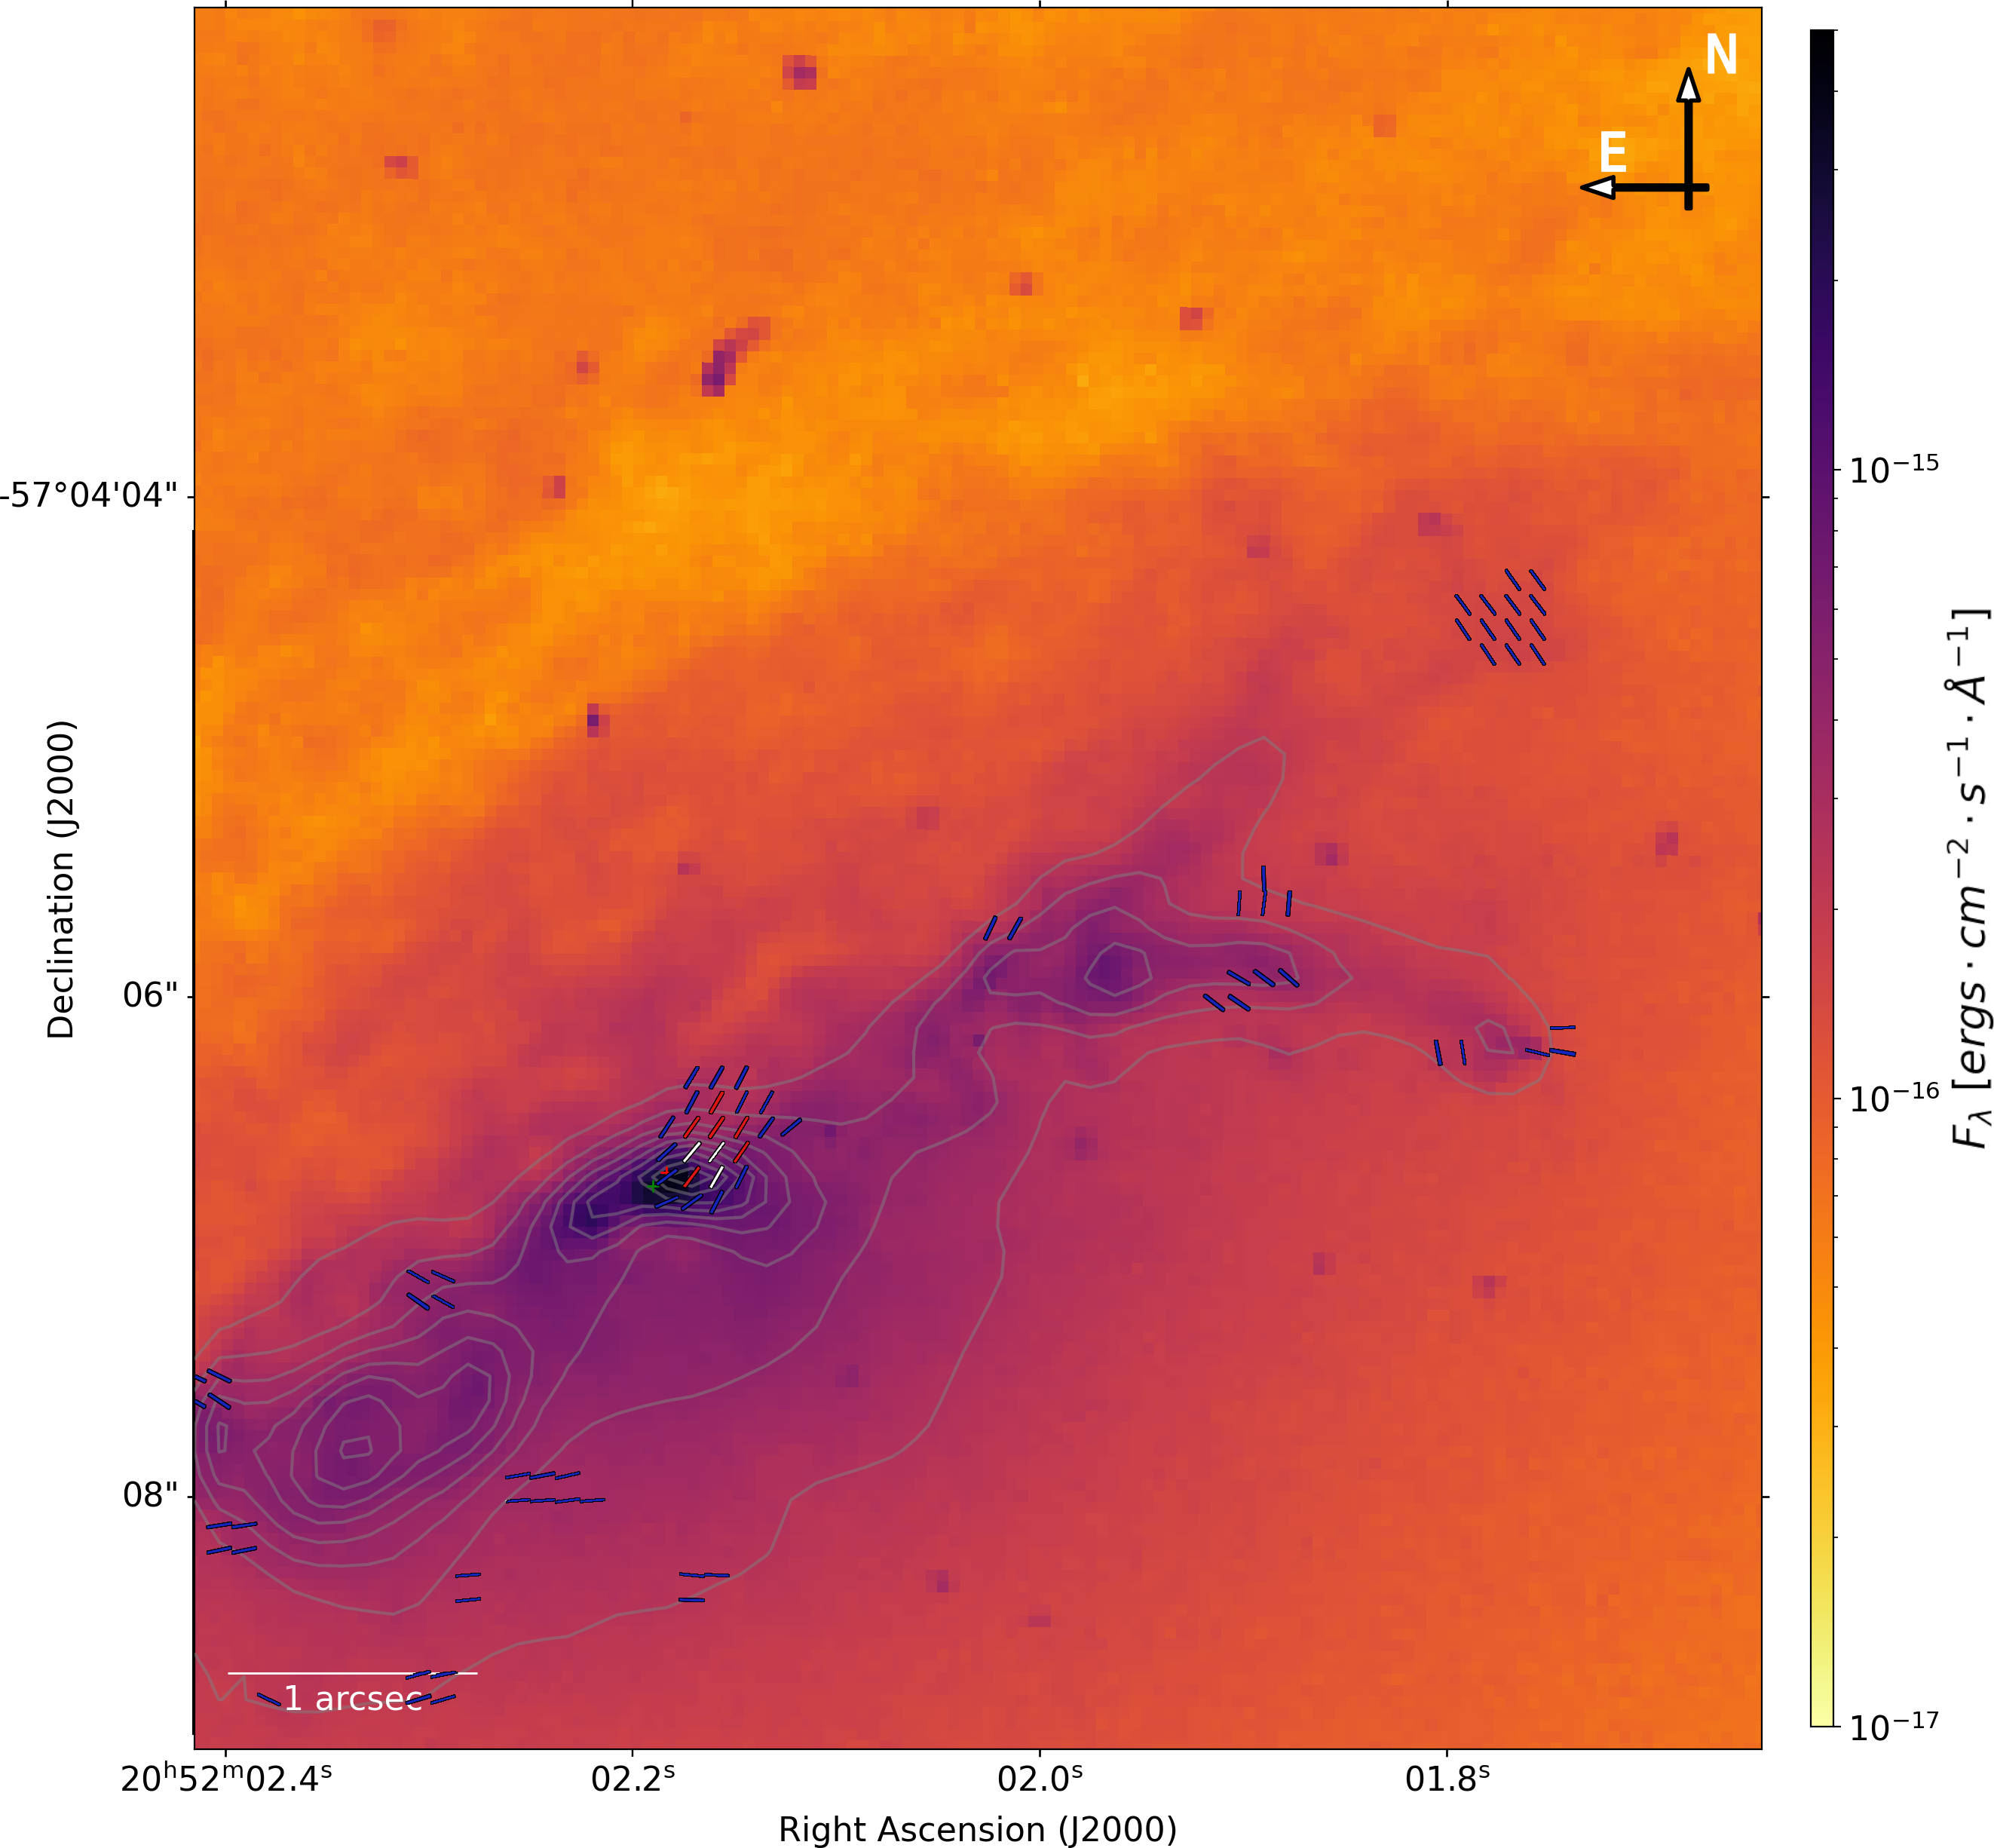 N
E
-57°04'04"
06"
08"
Declination (J2000)
1 arcsec
20ʰ52ᵐ02.4ˢ
02.2ˢ
02.0ˢ
01.8ˢ
Right Ascension (J2000)
10⁻¹⁵
10⁻¹⁶
10⁻¹⁷
F_λ [ergs · cm⁻² · s⁻¹ · Å⁻¹]